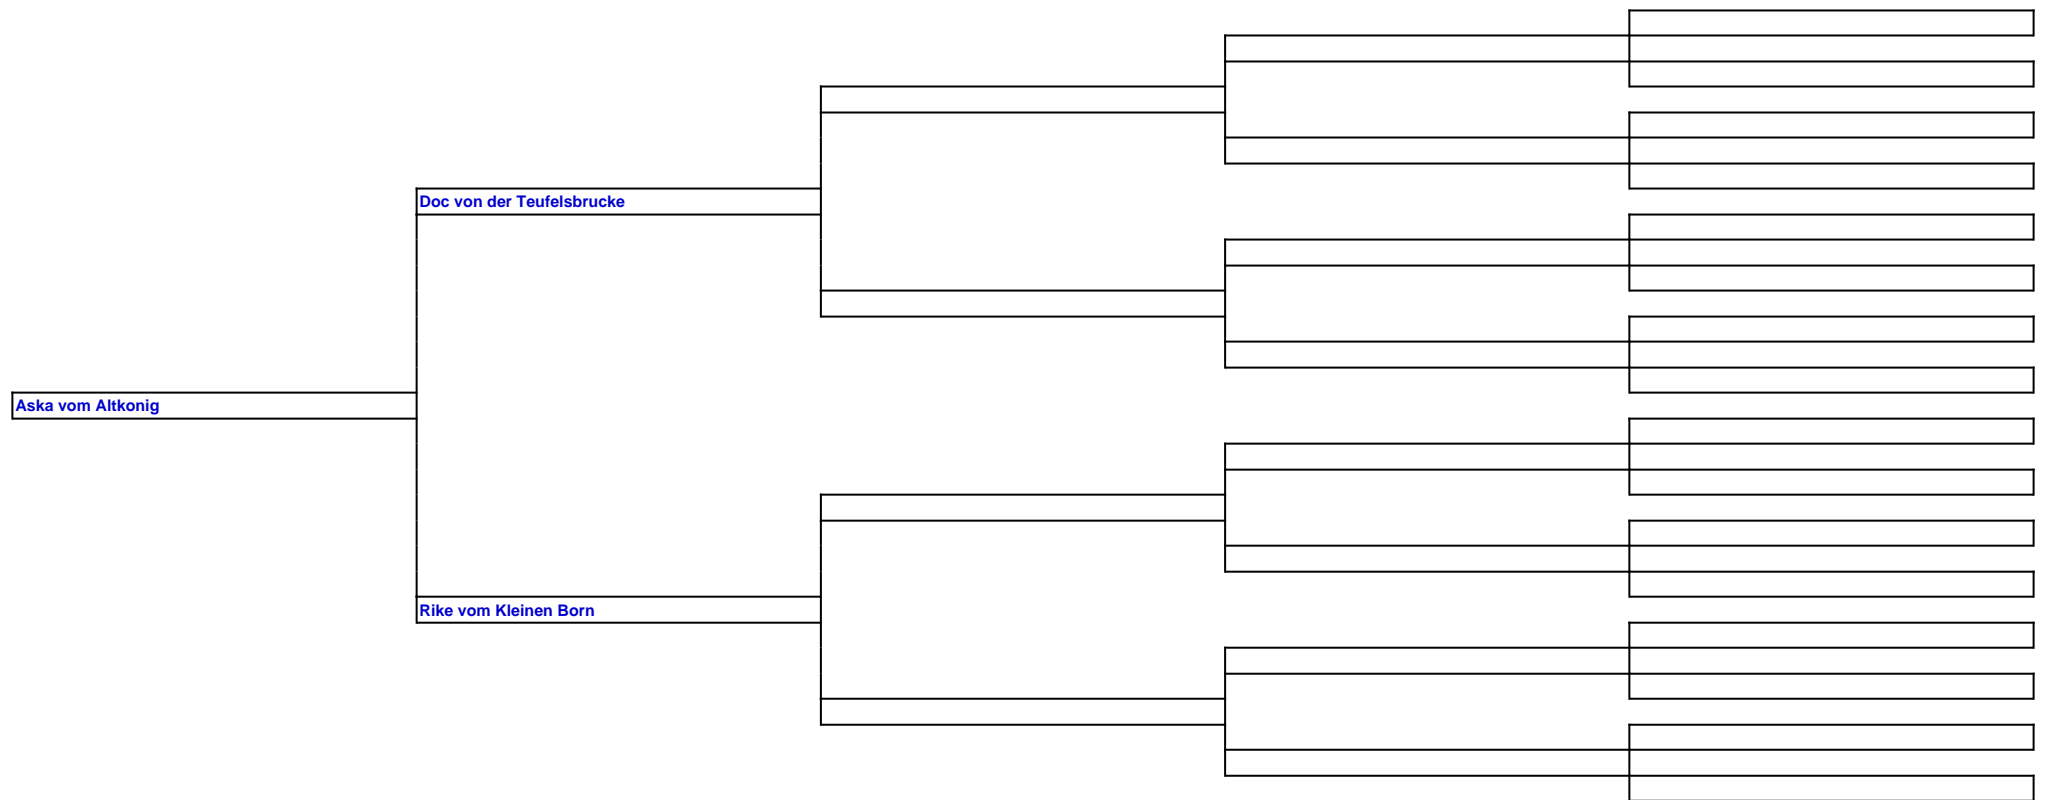 Doc von der Teufelsbrucke
Aska vom Altkonig
Rike vom Kleinen Born